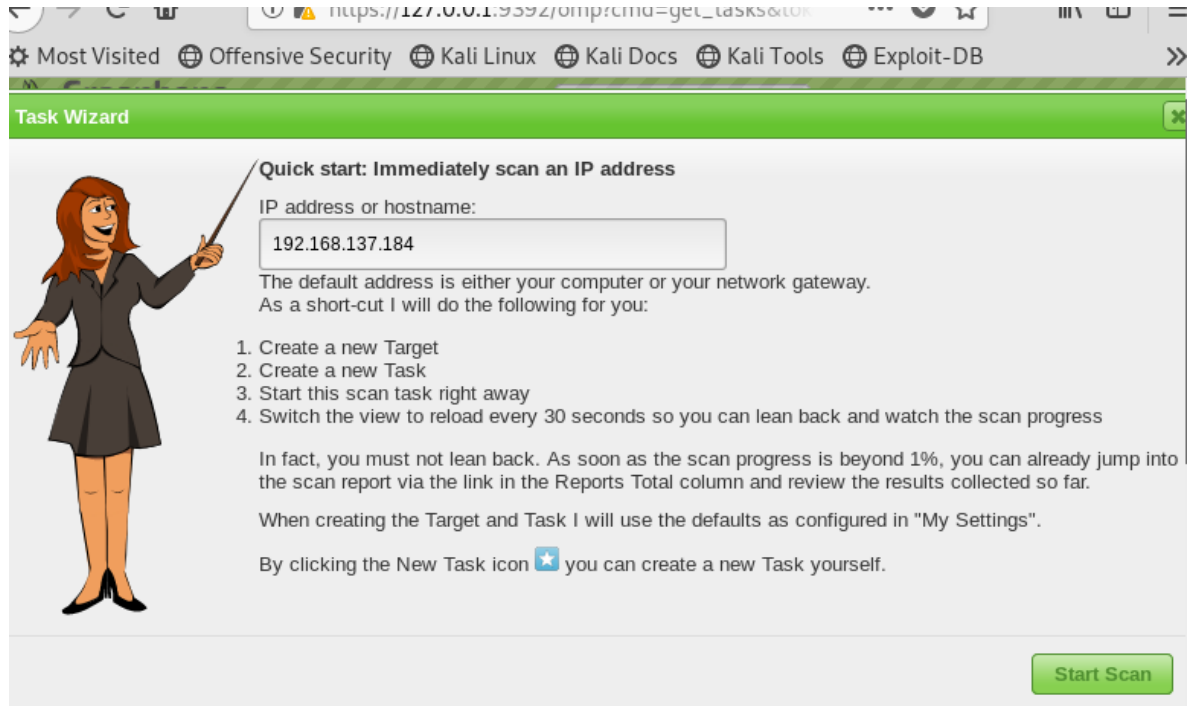 https://127.0.0.1:9392/omp?cmd=get_tasks&tok
Most Visited Offensive Security Kali Linux Kali Docs Kali Tools Exploit-DB
Task Wizard
Quick start: Immediately scan an IP address
IP address or hostname:
192.168.137.184
The default address is either your computer or your network gateway.
As a short-cut I will do the following for you:
1. Create a new Target
2. Create a new Task
3. Start this scan task right away
4. Switch the view to reload every 30 seconds so you can lean back and watch the scan progress
In fact, you must not lean back. As soon as the scan progress is beyond 1%, you can already jump into
the scan report via the link in the Reports Total column and review the results collected so far.
When creating the Target and Task I will use the defaults as configured in "My Settings".
By clicking the New Task icon you can create a new Task yourself.
Start Scan